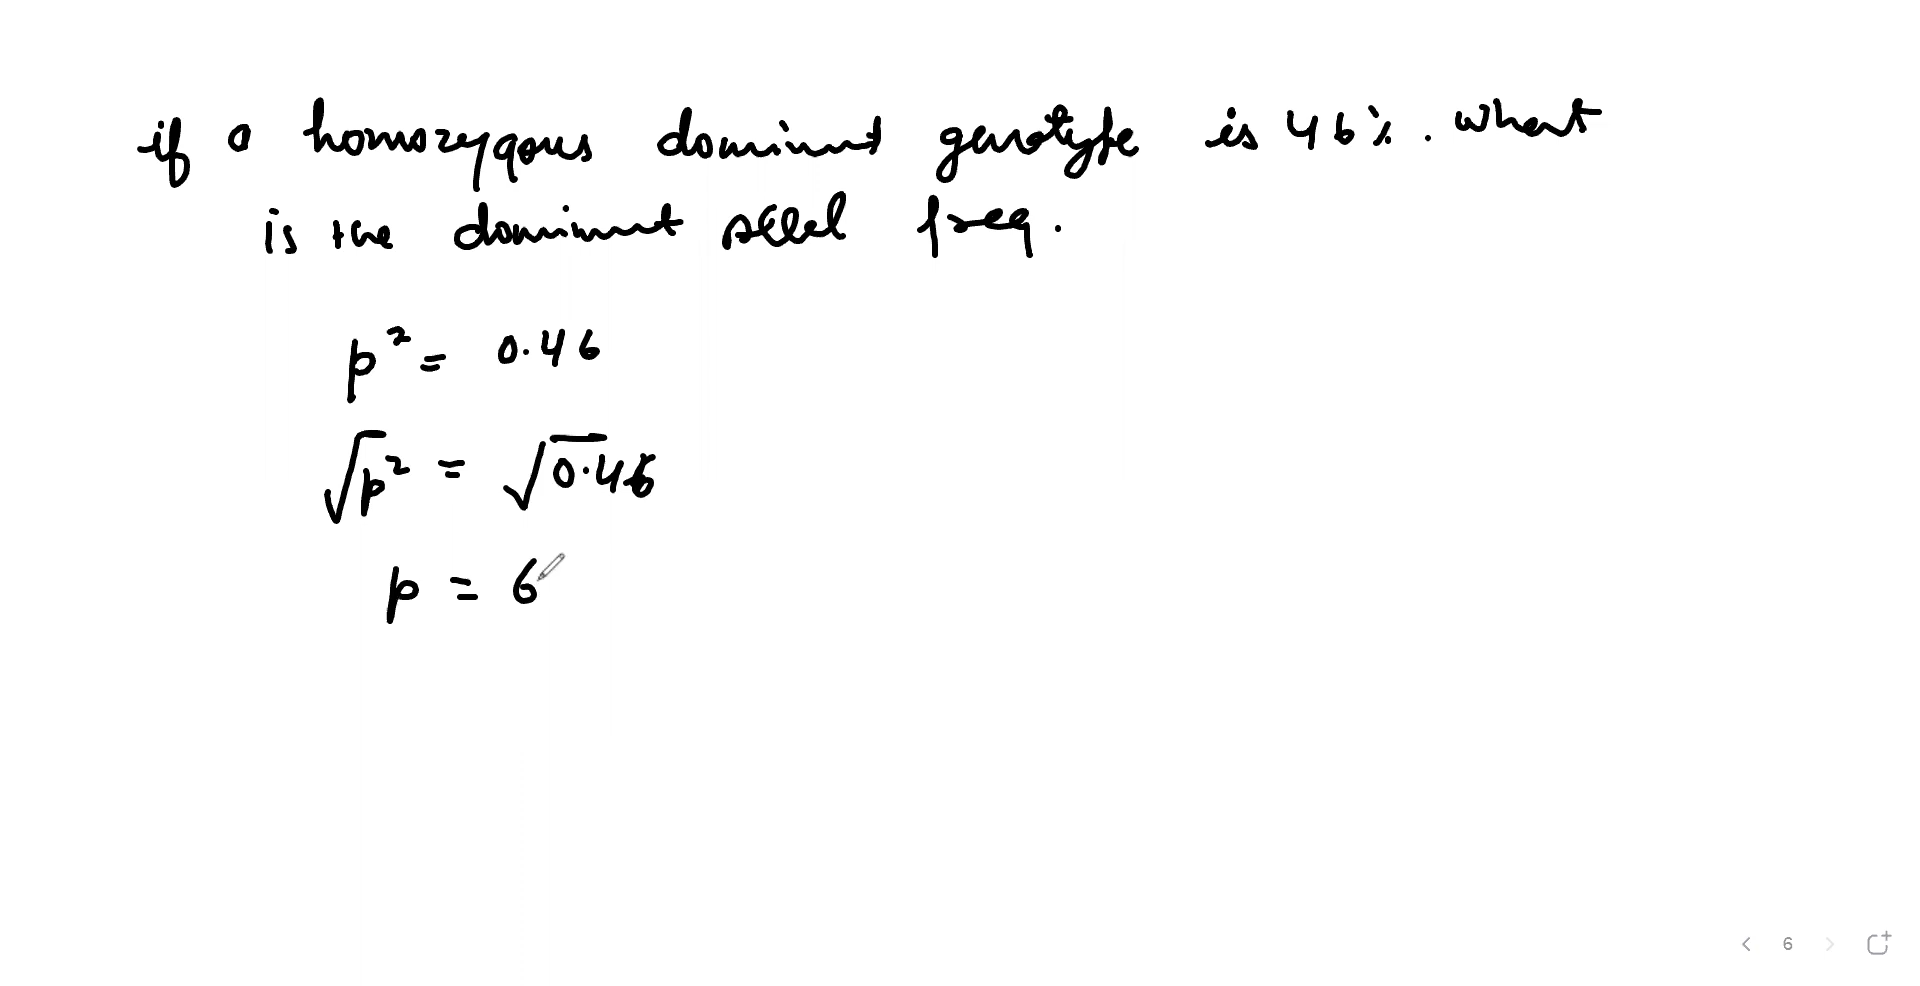 if a homozygous dominant genotype is 46%. what
is the dominant allel freq.
p² = 0.46
√p² = √0.46
p = 6
6